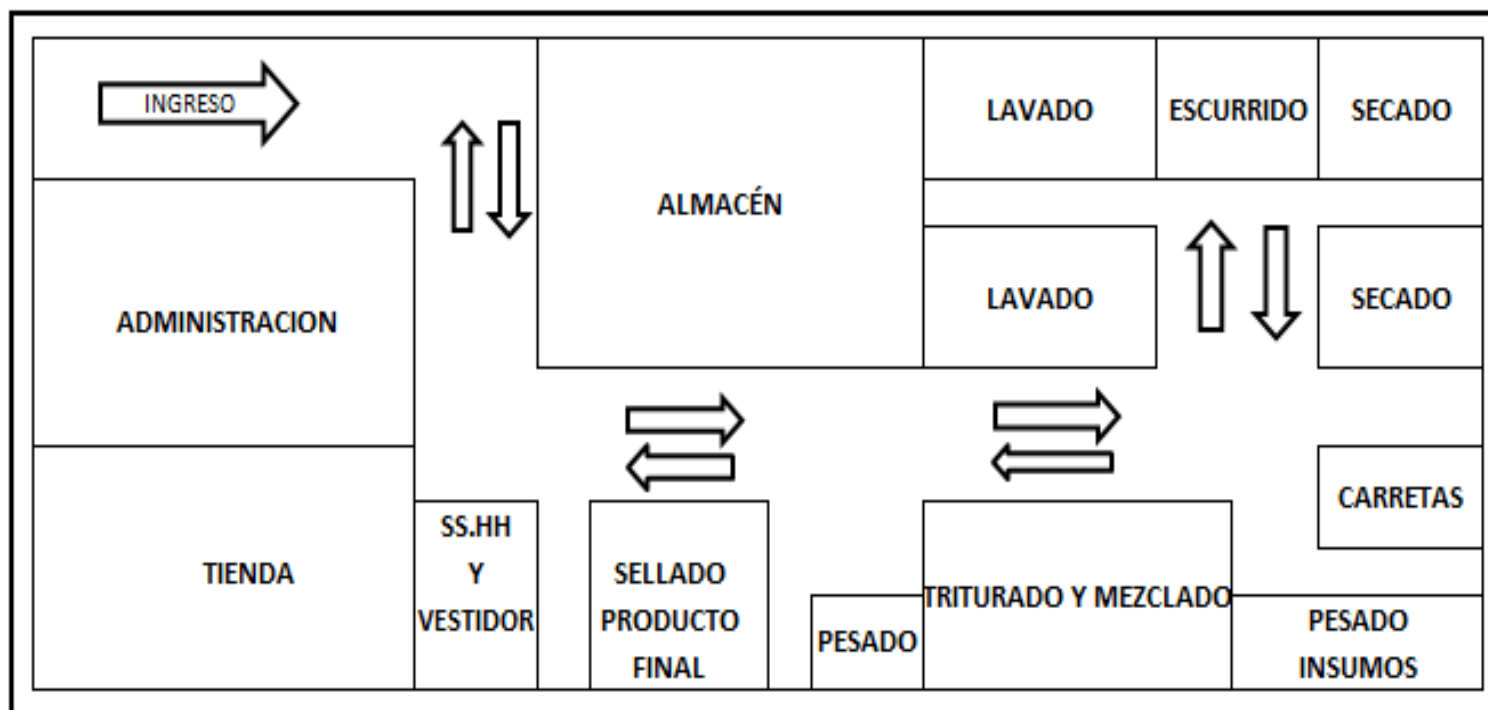 INGRESO
ALMACÉN
LAVADO
ESCURRIDO
SECADO
ADMINISTRACION
LAVADO
SECADO
TIENDA
SS.HH
Y
VESTIDOR
SELLADO
PRODUCTO
FINAL
PESADO
TRITURADO Y MEZCLADO
CARRETAS
PESADO
INSUMOS